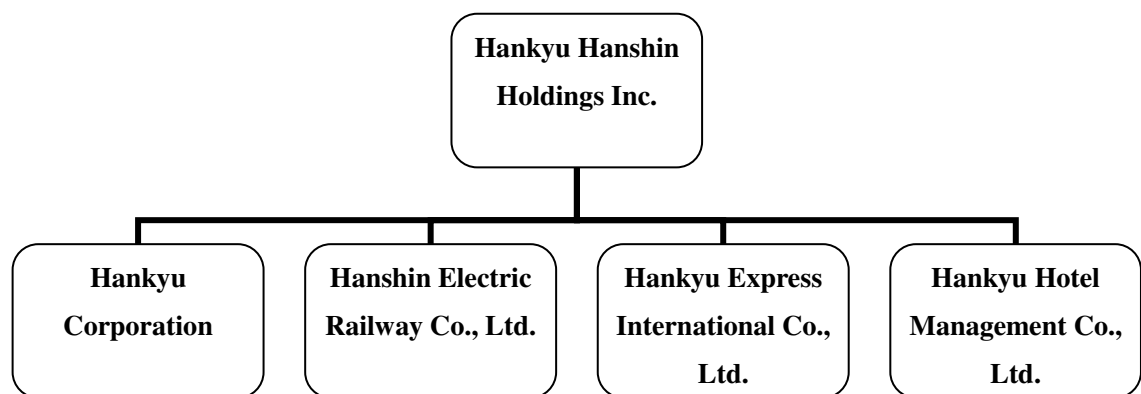 Hankyu Hanshin
Holdings Inc.
Hankyu
Corporation
Hanshin Electric
Railway Co., Ltd.
Hankyu Express
International Co.,
Ltd.
Hankyu Hotel
Management Co.,
Ltd.